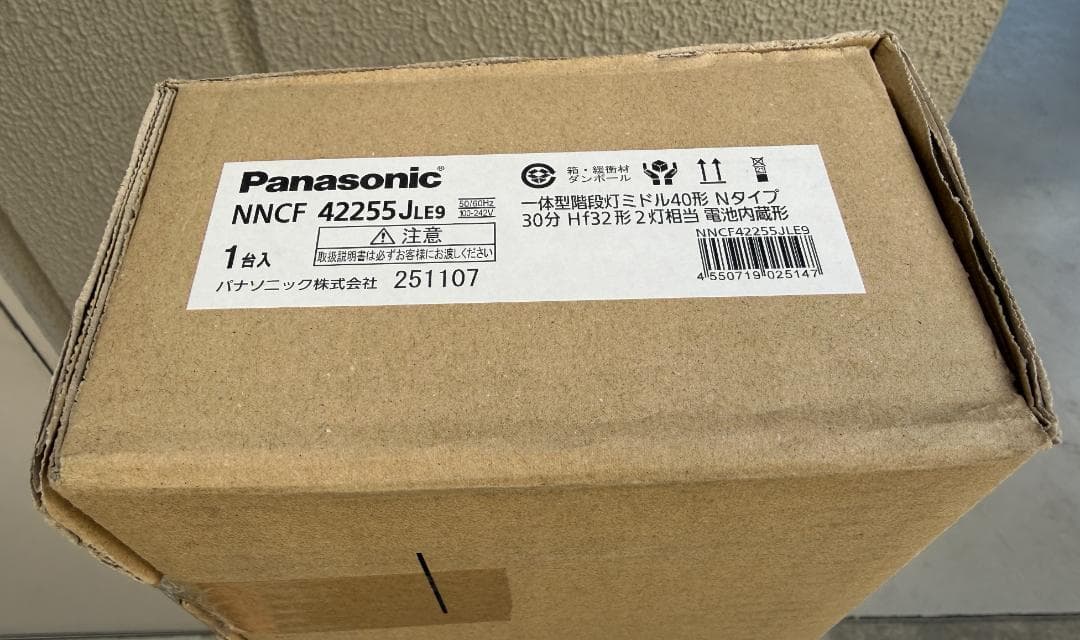 Panasonic®
NNCF 42255JLE9
50/60Hz
100-242V
⚠ 注意
取扱説明書は必ずお客様にお渡しください
1台入
パナソニック株式会社 251107
箱・緩衝材
ダンボール
一体型階段灯ミドル40形 Nタイプ
30分 Hf32形2灯相当 電池内蔵形
NNCF42255JLE9
4 550719 025147